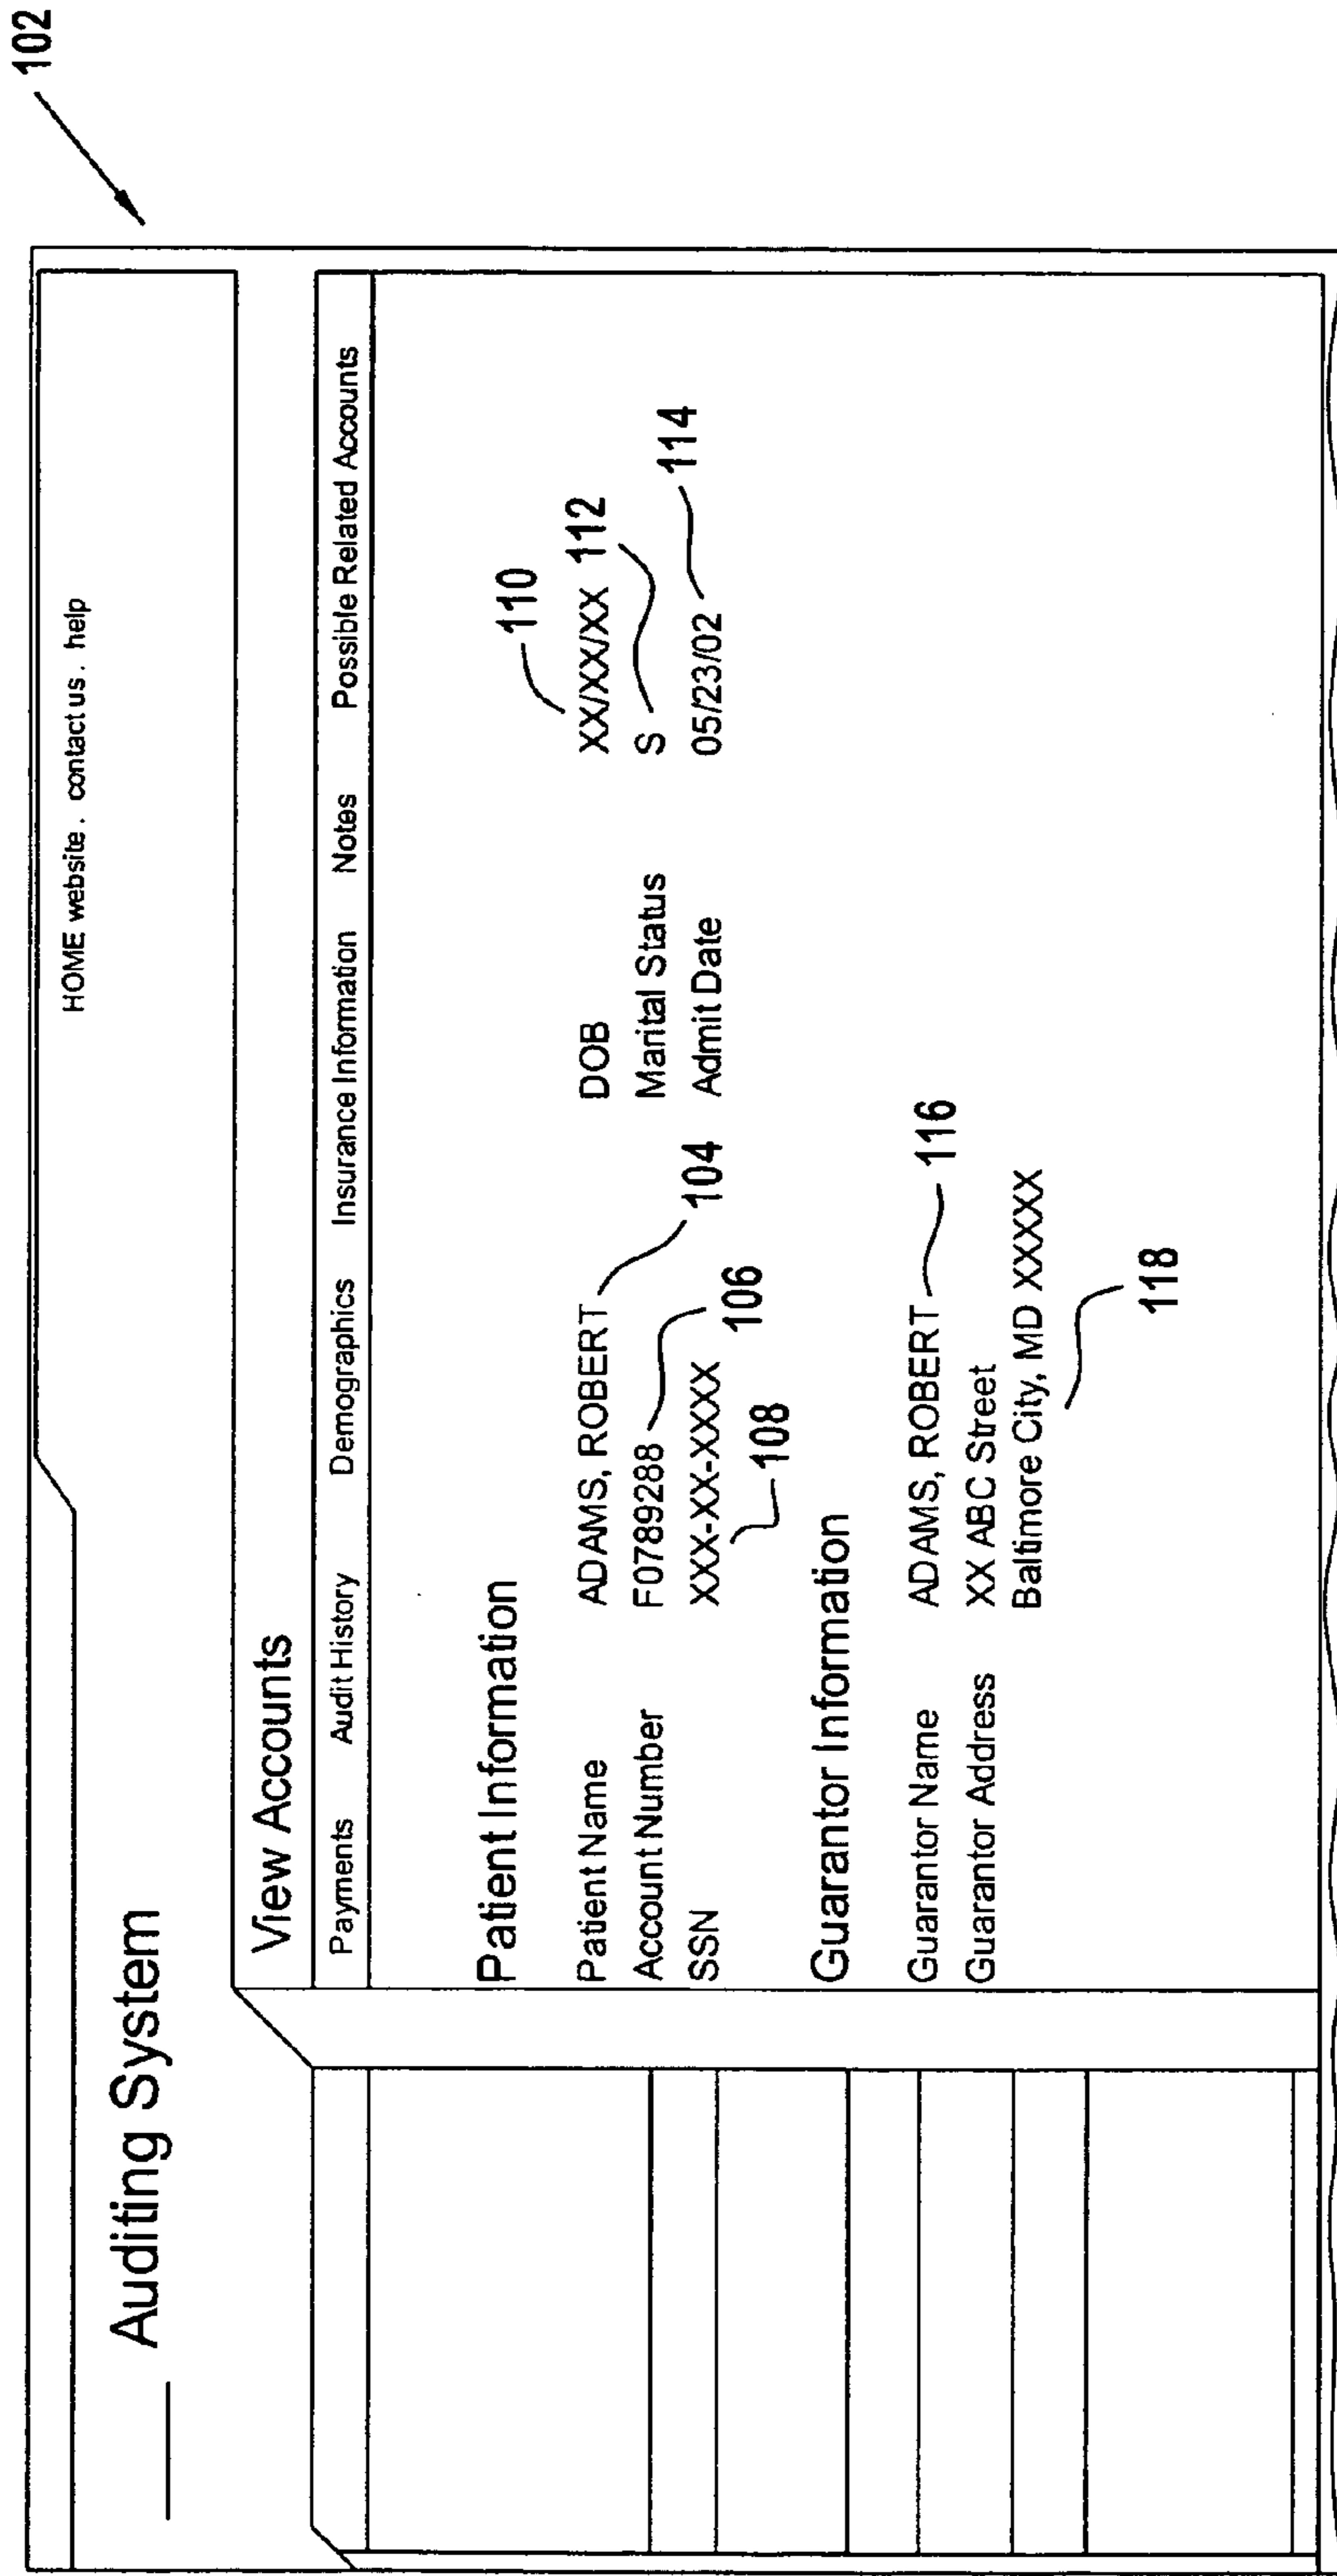 102
HOME website . contact us . help
Auditing System
View Accounts
Payments Audit History Demographics Insurance Information Notes Possible Related Accounts
Patient Information
110
Patient Name ADAMS, ROBERT DOB XX/XX/XX
104
Account Number F0789288 Marital Status S
112
106
SSN XXX-XX-XXXX Admit Date 05/23/02
114
108
Guarantor Information
Guarantor Name ADAMS, ROBERT
116
Guarantor Address XX ABC Street
Baltimore City, MD XXXXX
118